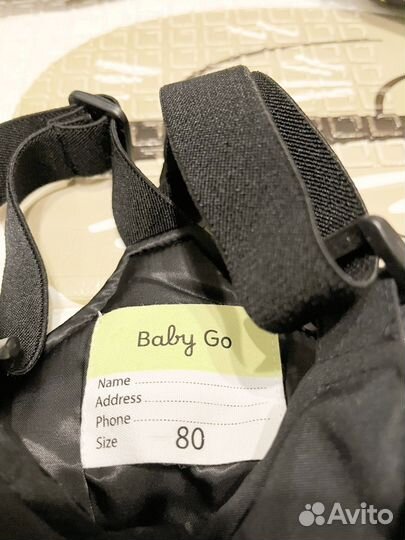 Baby Go
Name
Address
Phone
Size 80
Avito